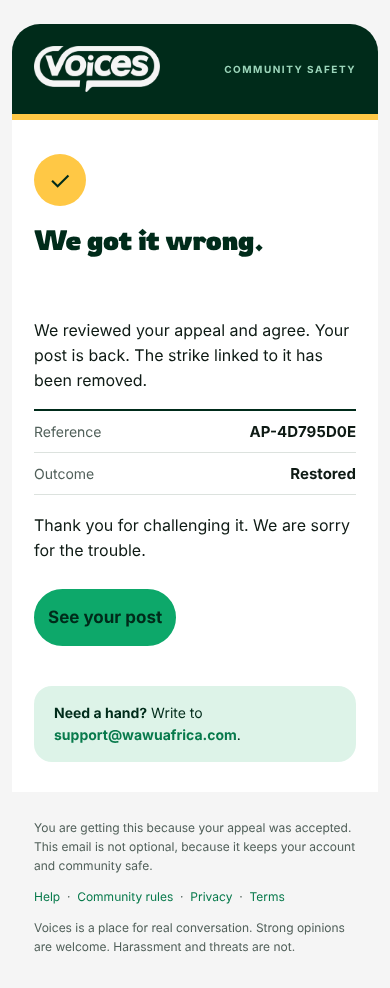 Voices
COMMUNITY SAFETY
We got it wrong.
We reviewed your appeal and agree. Your
post is back. The strike linked to it has
been removed.
Reference AP-4D795D0E
Outcome Restored
Thank you for challenging it. We are sorry
for the trouble.
See your post
Need a hand? Write to
support@wawuafrica.com.
You are getting this because your appeal was accepted.
This email is not optional, because it keeps your account
and community safe.
Help · Community rules · Privacy · Terms
Voices is a place for real conversation. Strong opinions
are welcome. Harassment and threats are not.